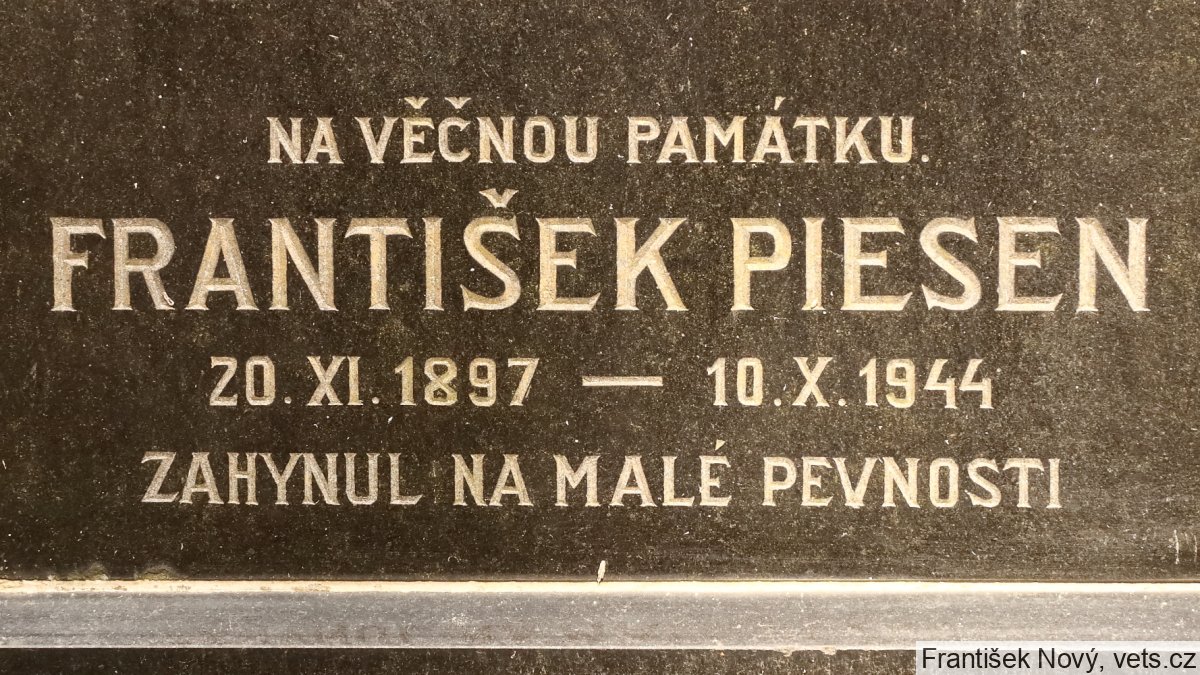 NA VĚČNOU PAMÁTKU.
FRANTIŠEK PIESEN
20. XI. 1897 — 10. X. 1944
ZAHYNUL NA MALÉ PEVNOSTI
František Nový, vets.cz